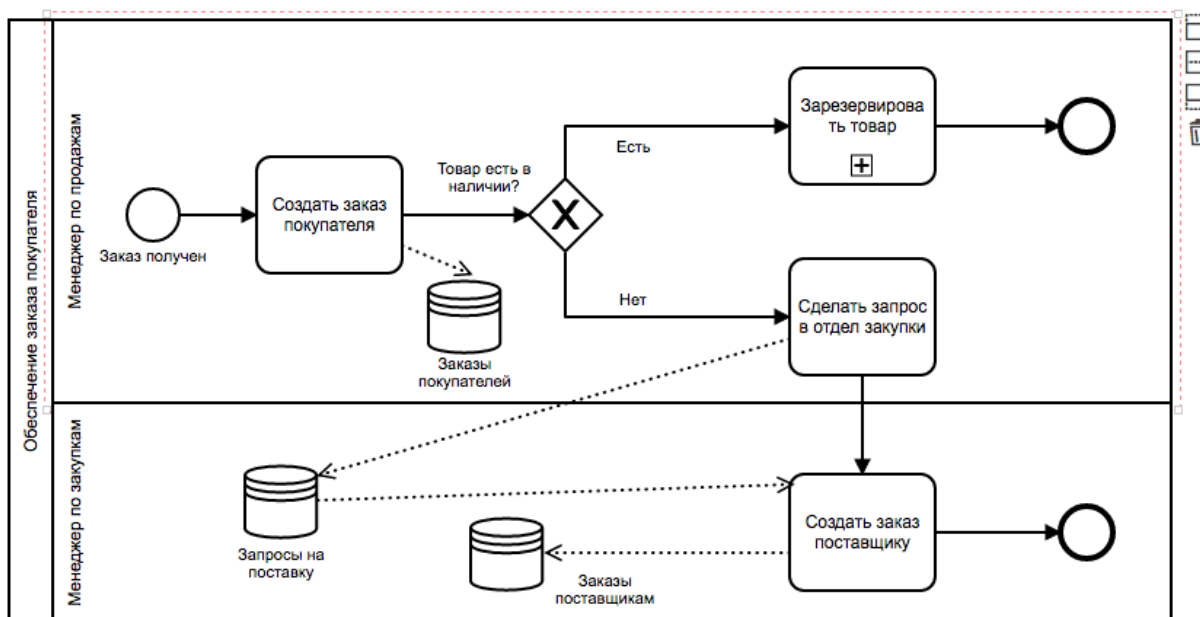 Обеспечение заказа покупателя
Менеджер по продажам
Заказ получен
Создать заказ
покупателя
Заказы
покупателей
Товар есть в
наличии?
Есть
Нет
Зарезервирова
ть товар
Сделать запрос
в отдел закупки
Менеджер по закупкам
Запросы на
поставку
Заказы
поставщикам
Создать заказ
поставщику